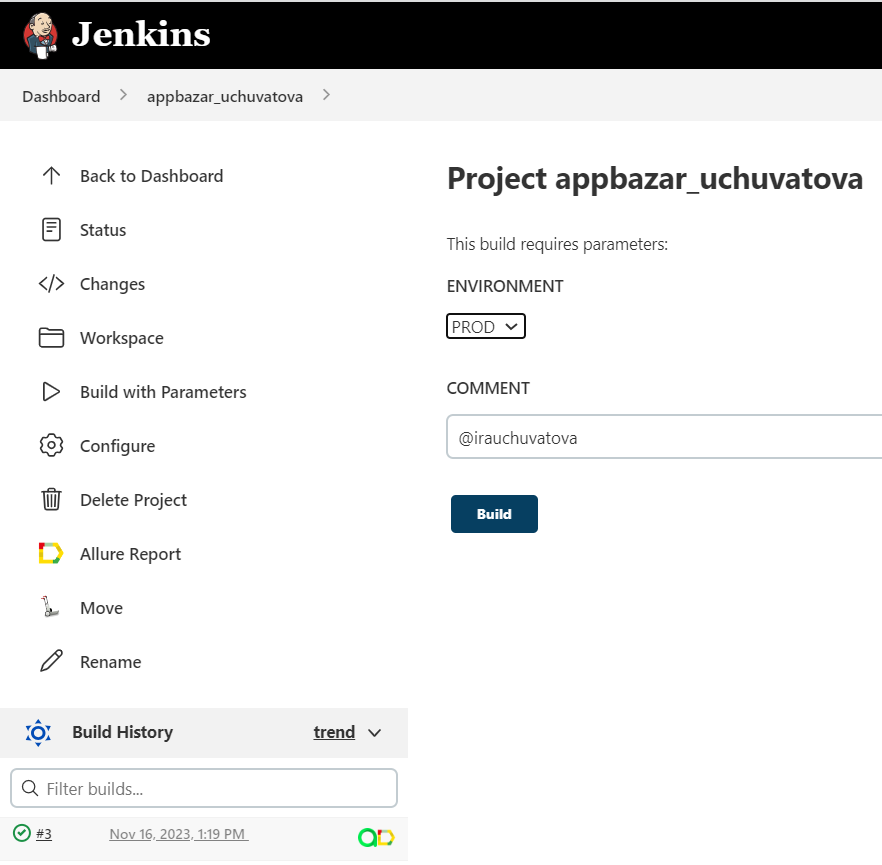 Jenkins
Dashboard
appbazar_uchuvatova
Back to Dashboard
Status
Changes
Workspace
Build with Parameters
Configure
Delete Project
Allure Report
Move
Rename
Build History
trend
Filter builds...
#3 Nov 16, 2023, 1:19 PM
Project appbazar_uchuvatova
This build requires parameters:
ENVIRONMENT
PROD
COMMENT
@irauchuvatova
Build